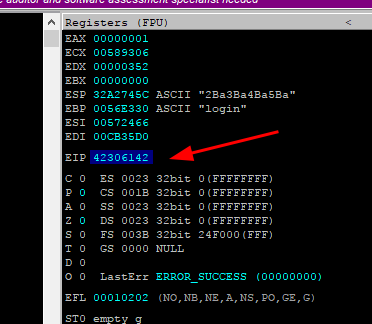 e auditor and software assessment specialist needed
Registers (FPU) <
EAX 00000001
ECX 00589306
EDX 00000352
EBX 00000000
ESP 32A2745C ASCII "2Ba3Ba4Ba5Ba"
EBP 0056E330 ASCII "login"
ESI 00572466
EDI 00CB35D0
EIP 42306142
C 0 ES 0023 32bit 0(FFFFFFFF)
P 0 CS 001B 32bit 0(FFFFFFFF)
A 0 SS 0023 32bit 0(FFFFFFFF)
Z 0 DS 0023 32bit 0(FFFFFFFF)
S 0 FS 003B 32bit 24F000(FFF)
T 0 GS 0000 NULL
D 0
O 0 LastErr ERROR_SUCCESS (00000000)
EFL 00010202 (NO,NB,NE,A,NS,PO,GE,G)
ST0 empty g